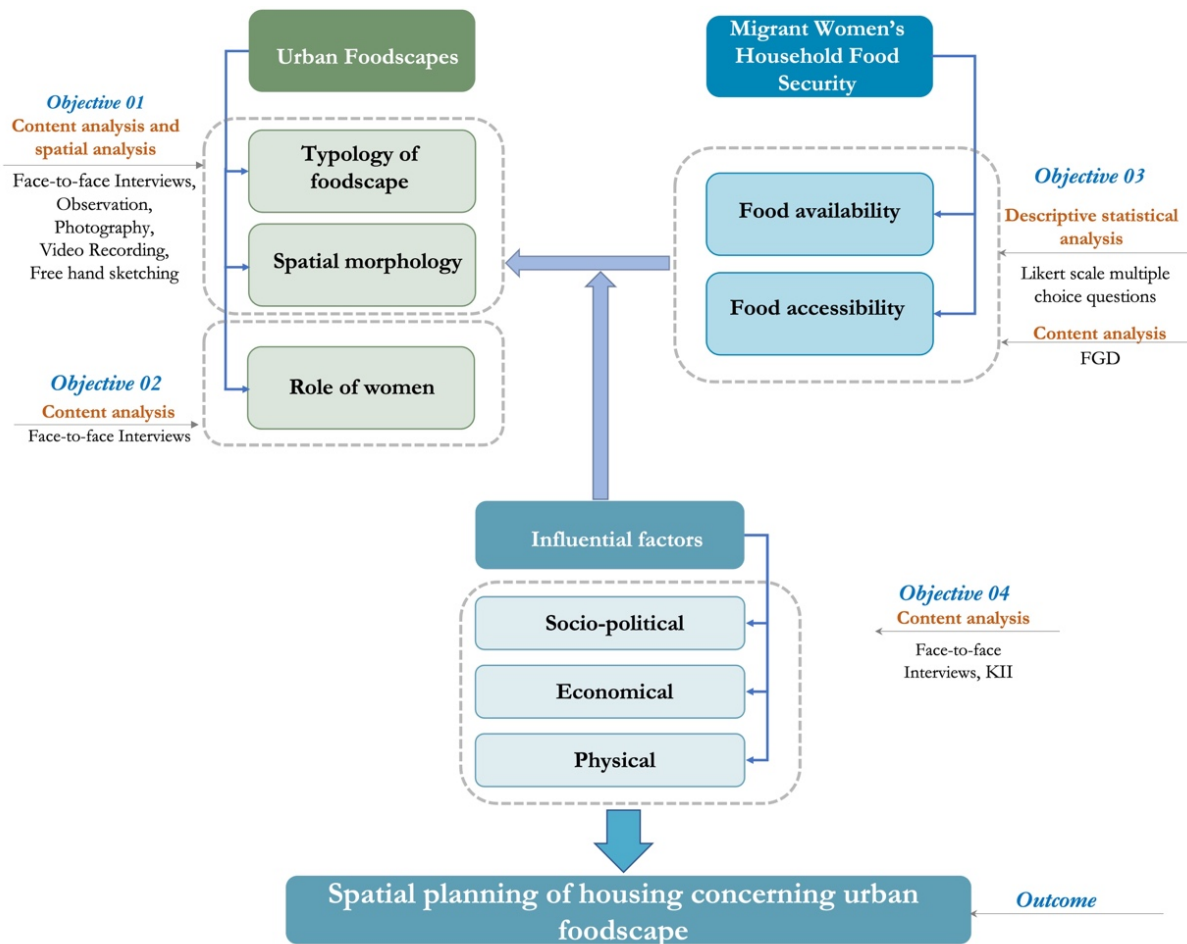 Urban Foodscapes
Migrant Women's
Household Food
Security
Objective 01
Content analysis and
spatial analysis
Face-to-face Interviews,
Observation,
Photography,
Video Recording,
Free hand sketching
Typology of
foodscape
Spatial morphology
Objective 02
Content analysis
Face-to-face Interviews
Role of women
Food availability
Food accessibility
Objective 03
Descriptive statistical
analysis
Likert scale multiple
choice questions
Content analysis
FGD
Influential factors
Socio-political
Economical
Physical
Objective 04
Content analysis
Face-to-face
Interviews, KII
Spatial planning of housing concerning urban
foodscape
Outcome